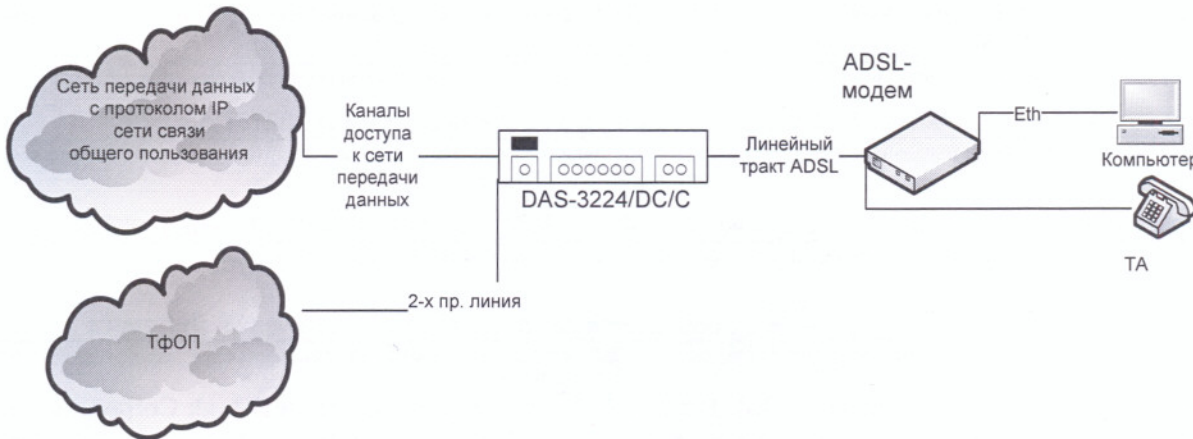 Сеть передачи данных
с протоколом IP
сети связи
общего пользования
Каналы
доступа
к сети
передачи
данных
DAS-3224/DC/C
Линейный
тракт ADSL
ADSL-
модем
Eth
Компьютер
ТА
2-х пр. линия
ТфОП